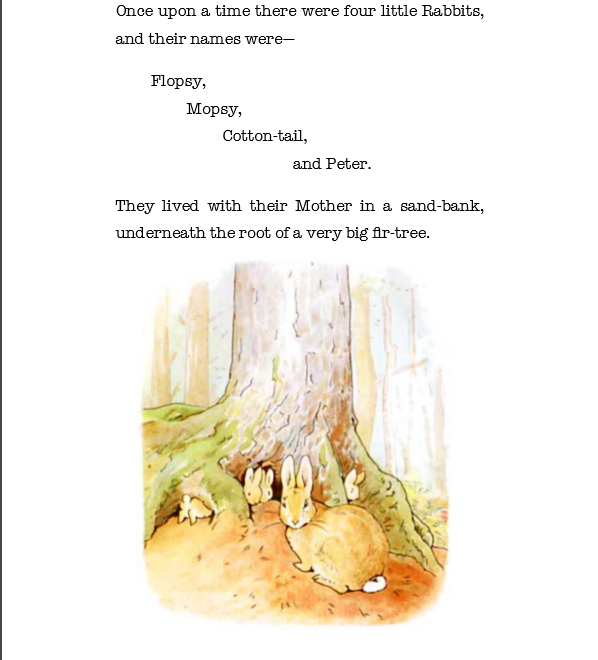 Once upon a time there were four little Rabbits,
and their names were—
Flopsy,
Mopsy,
Cotton-tail,
and Peter.
They lived with their Mother in a sand-bank,
underneath the root of a very big fir-tree.